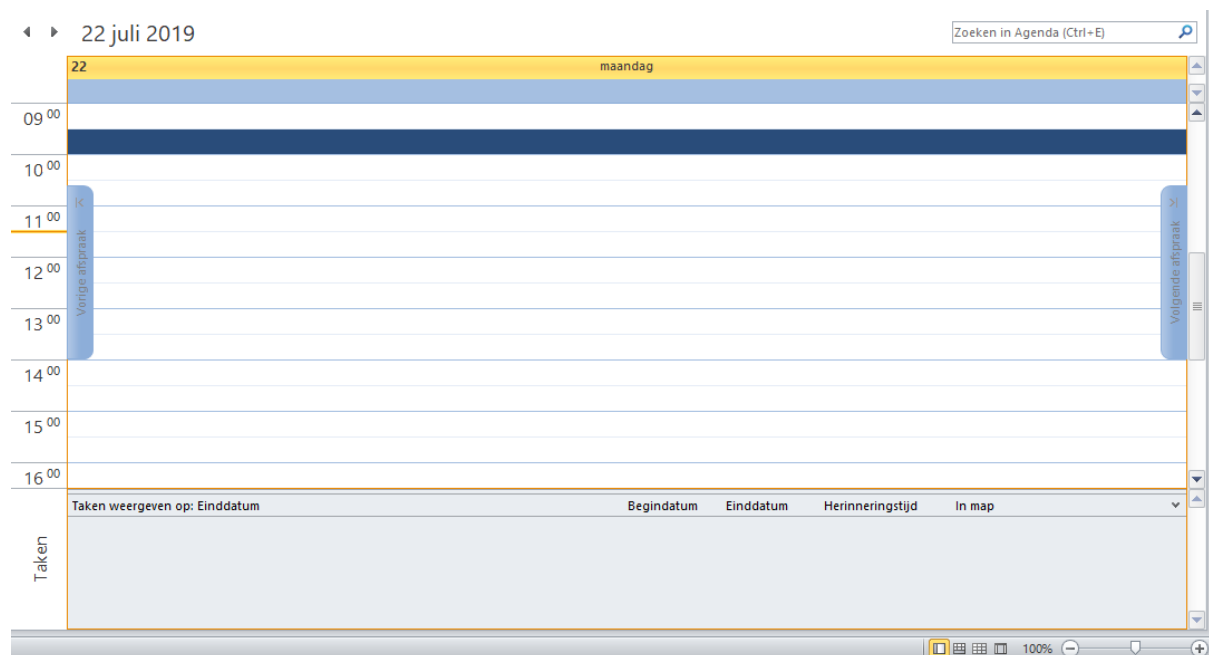 22 juli 2019
Zoeken in Agenda (Ctrl+E)
22 maandag
09 00
10 00
11 00
12 00
13 00
14 00
15 00
16 00
Vorige afspraak
Volgende afspraak
Taken weergeven op: Einddatum Begindatum Einddatum Herinneringstijd In map
Taken
100%